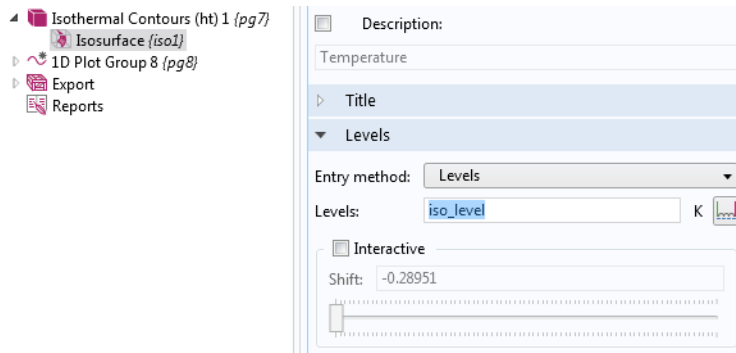 Isothermal Contours (ht) 1 {pg7}
Isosurface {iso1}
1D Plot Group 8 {pg8}
Export
Reports
Description:
Temperature
Title
Levels
Entry method: Levels
Levels: iso_level K
Interactive
Shift: -0.28951